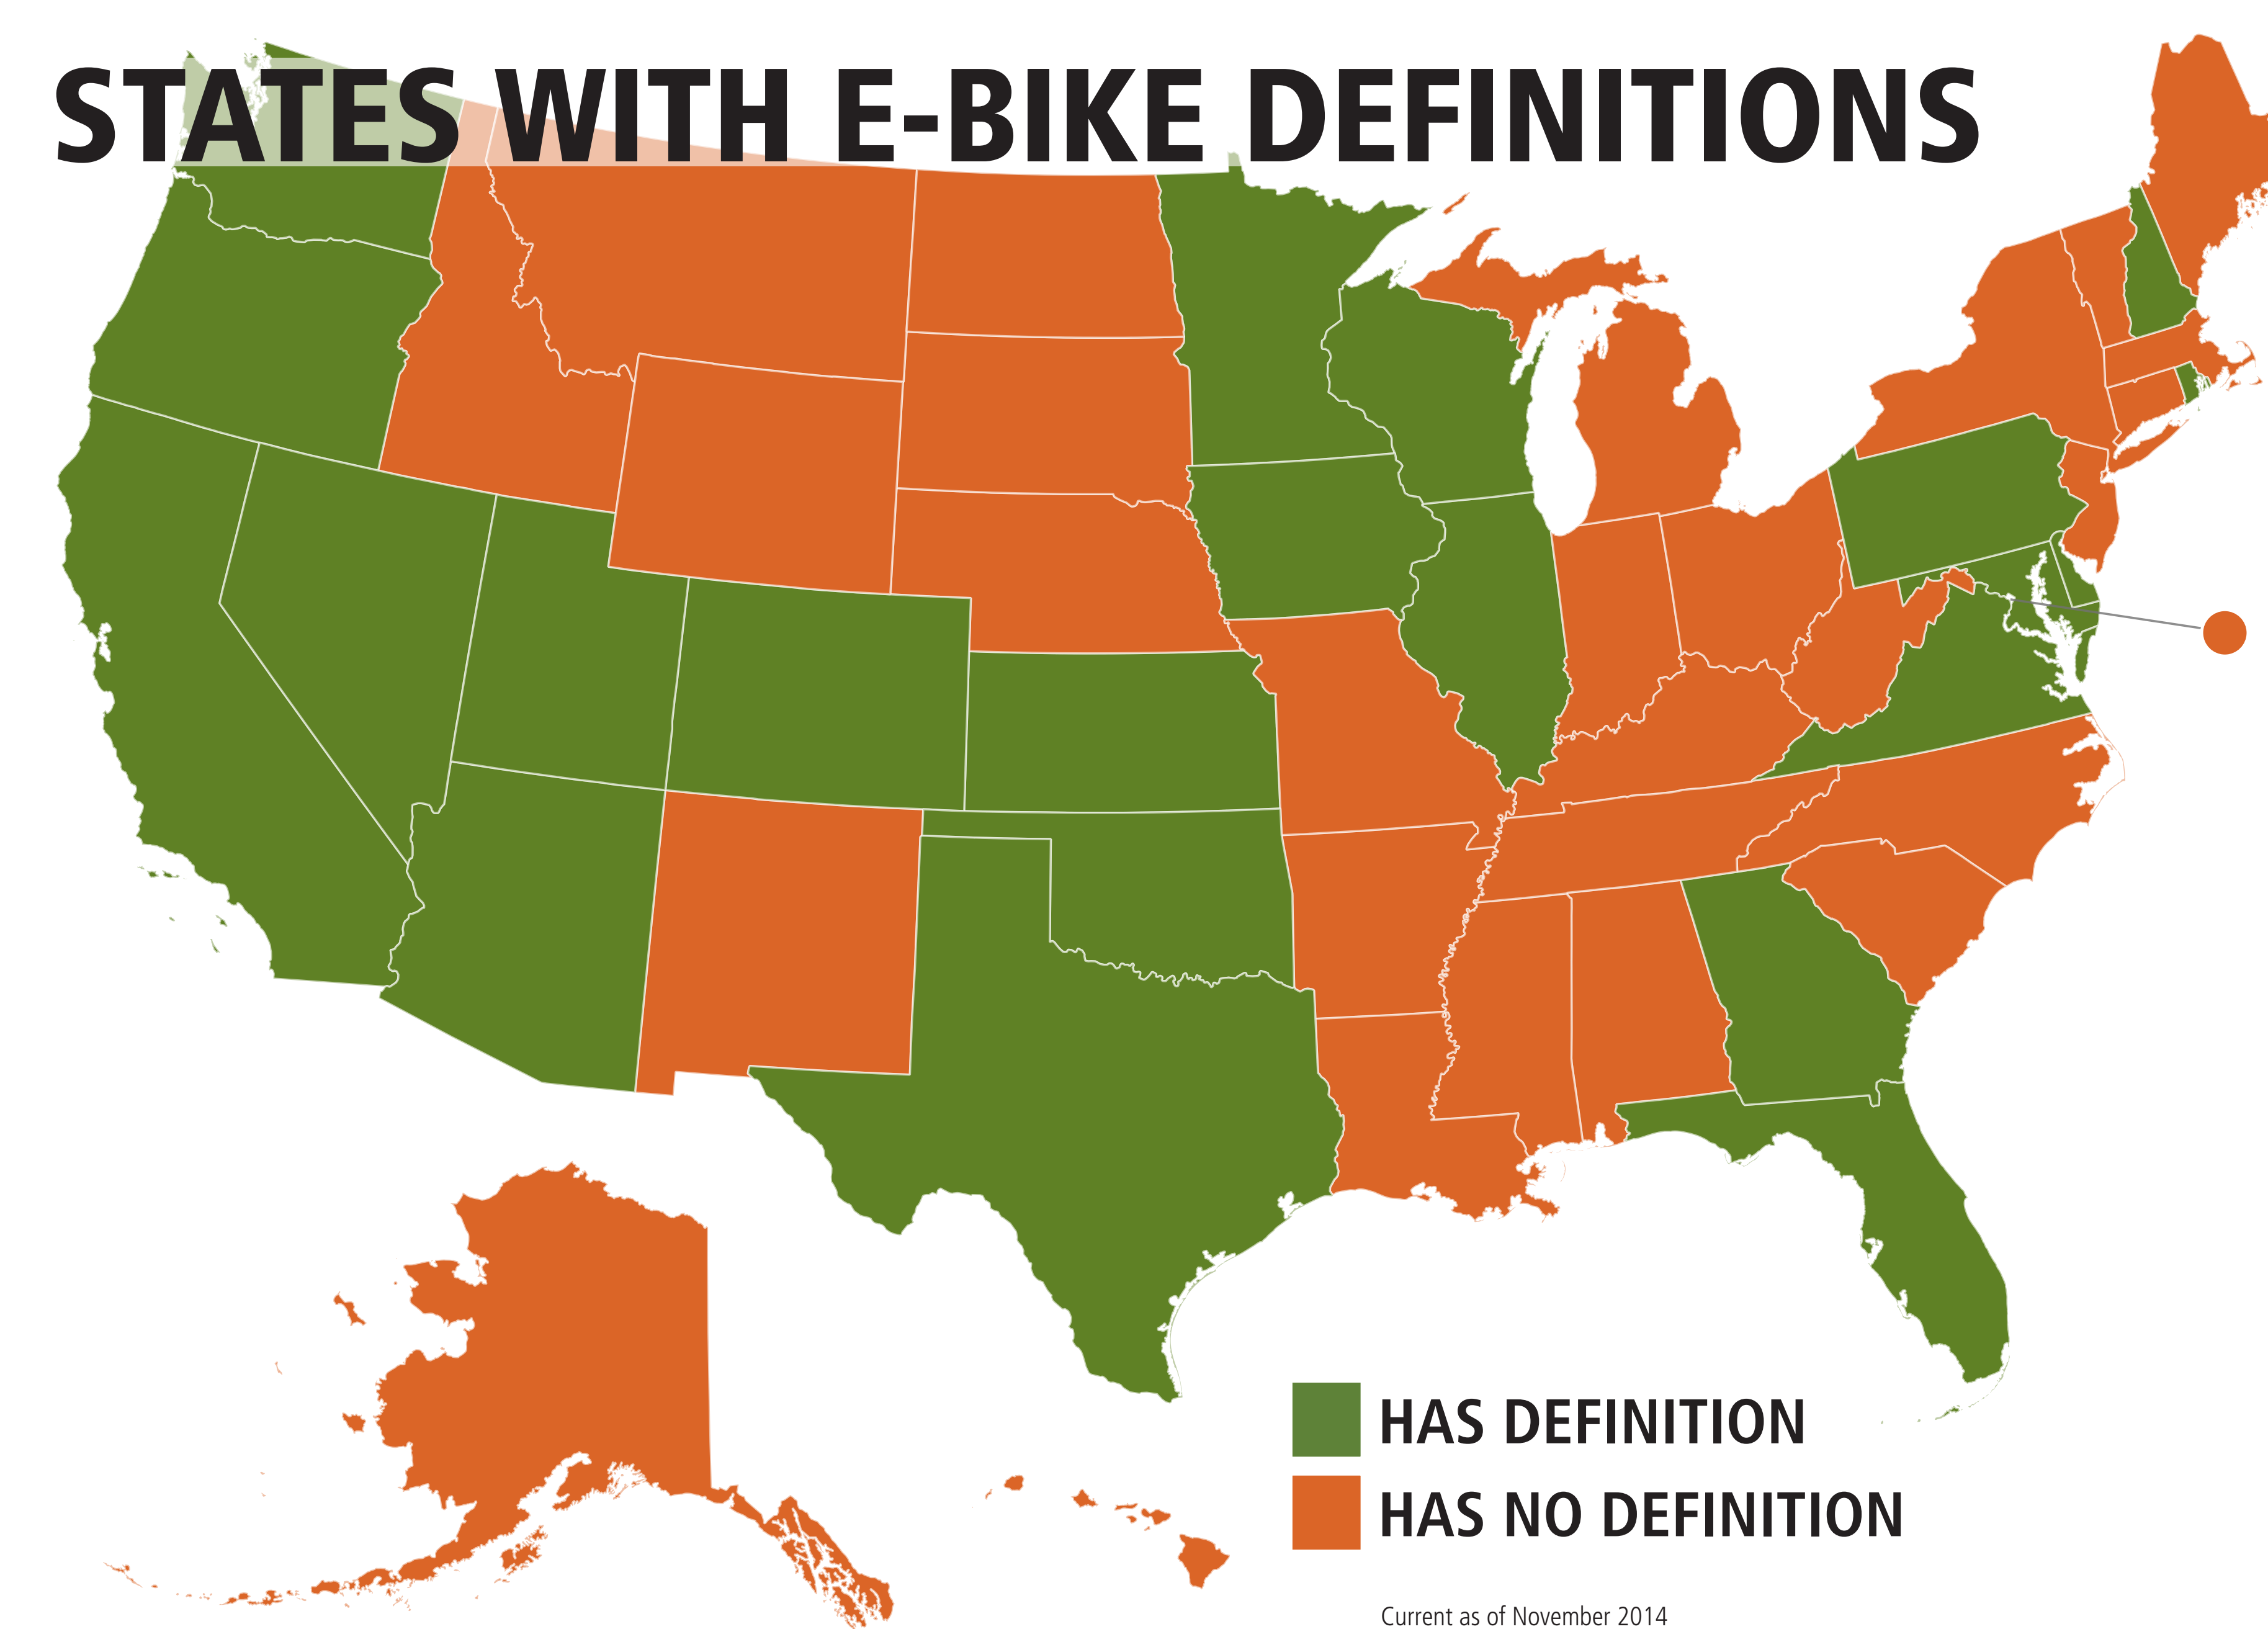 STATES WITH E-BIKE DEFINITIONS
HAS DEFINITION
HAS NO DEFINITION
Current as of November 2014